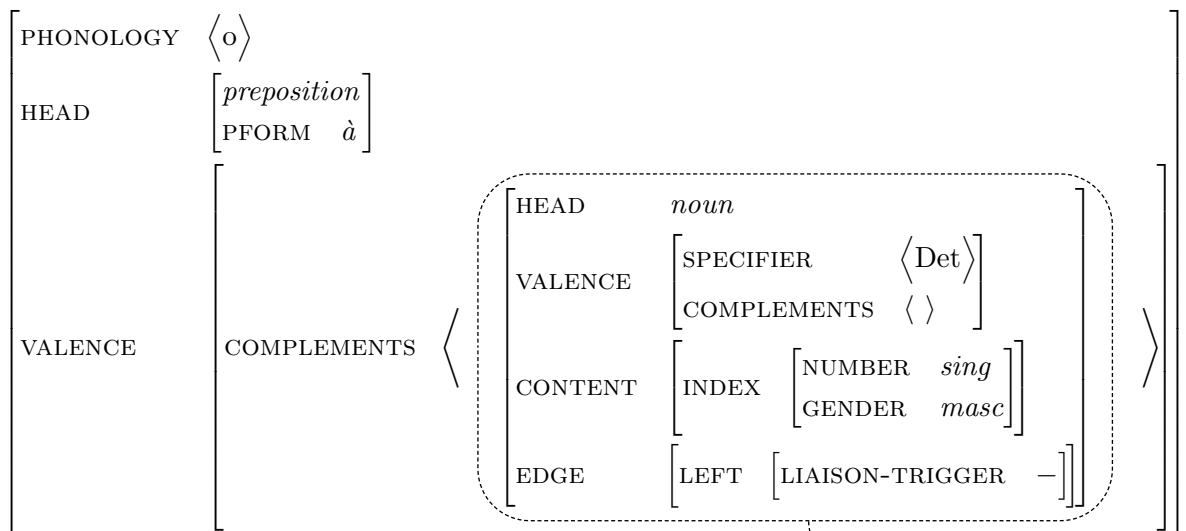 PHONOLOGY ⟨o⟩
HEAD preposition
PFORM à
HEAD noun
VALENCE SPECIFIER ⟨Det⟩
COMPLEMENTS ⟨ ⟩
VALENCE COMPLEMENTS ⟨ ⟩
CONTENT INDEX NUMBER sing
GENDER masc
EDGE LEFT LIAISON-TRIGGER −